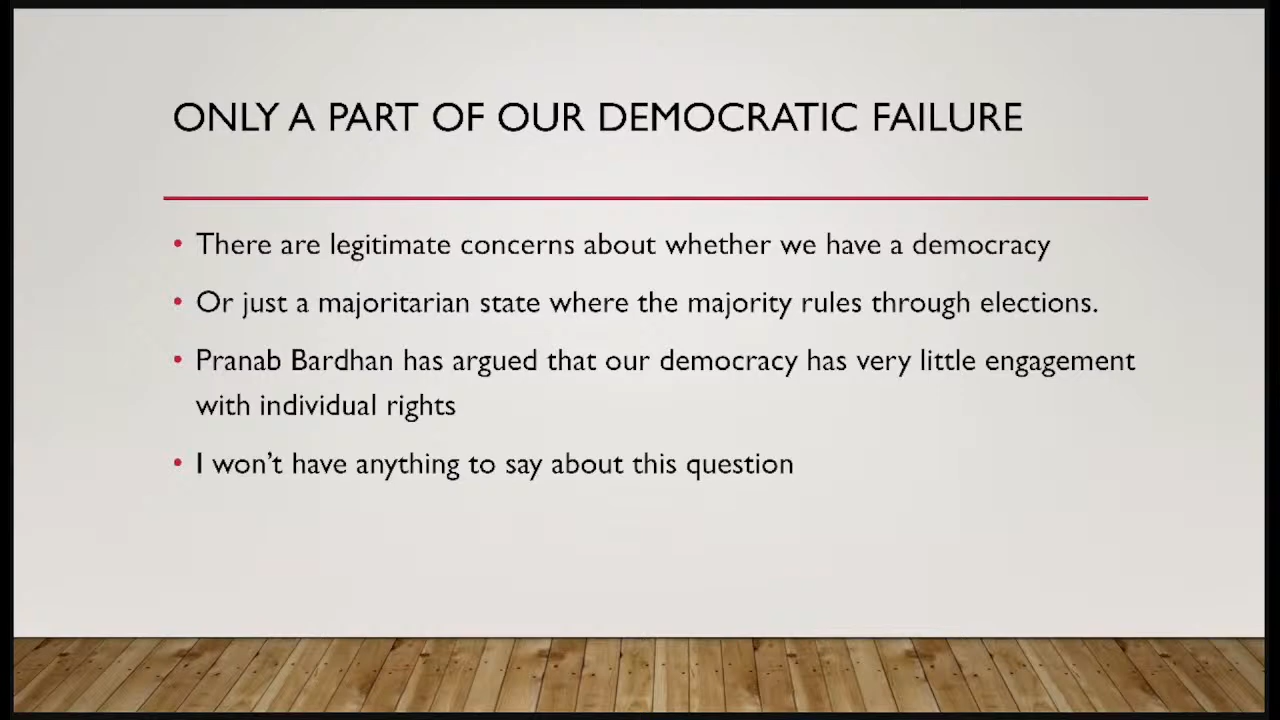 ONLY A PART OF OUR DEMOCRATIC FAILURE
• There are legitimate concerns about whether we have a democracy
• Or just a majoritarian state where the majority rules through elections.
• Pranab Bardhan has argued that our democracy has very little engagement
with individual rights
• I won’t have anything to say about this question